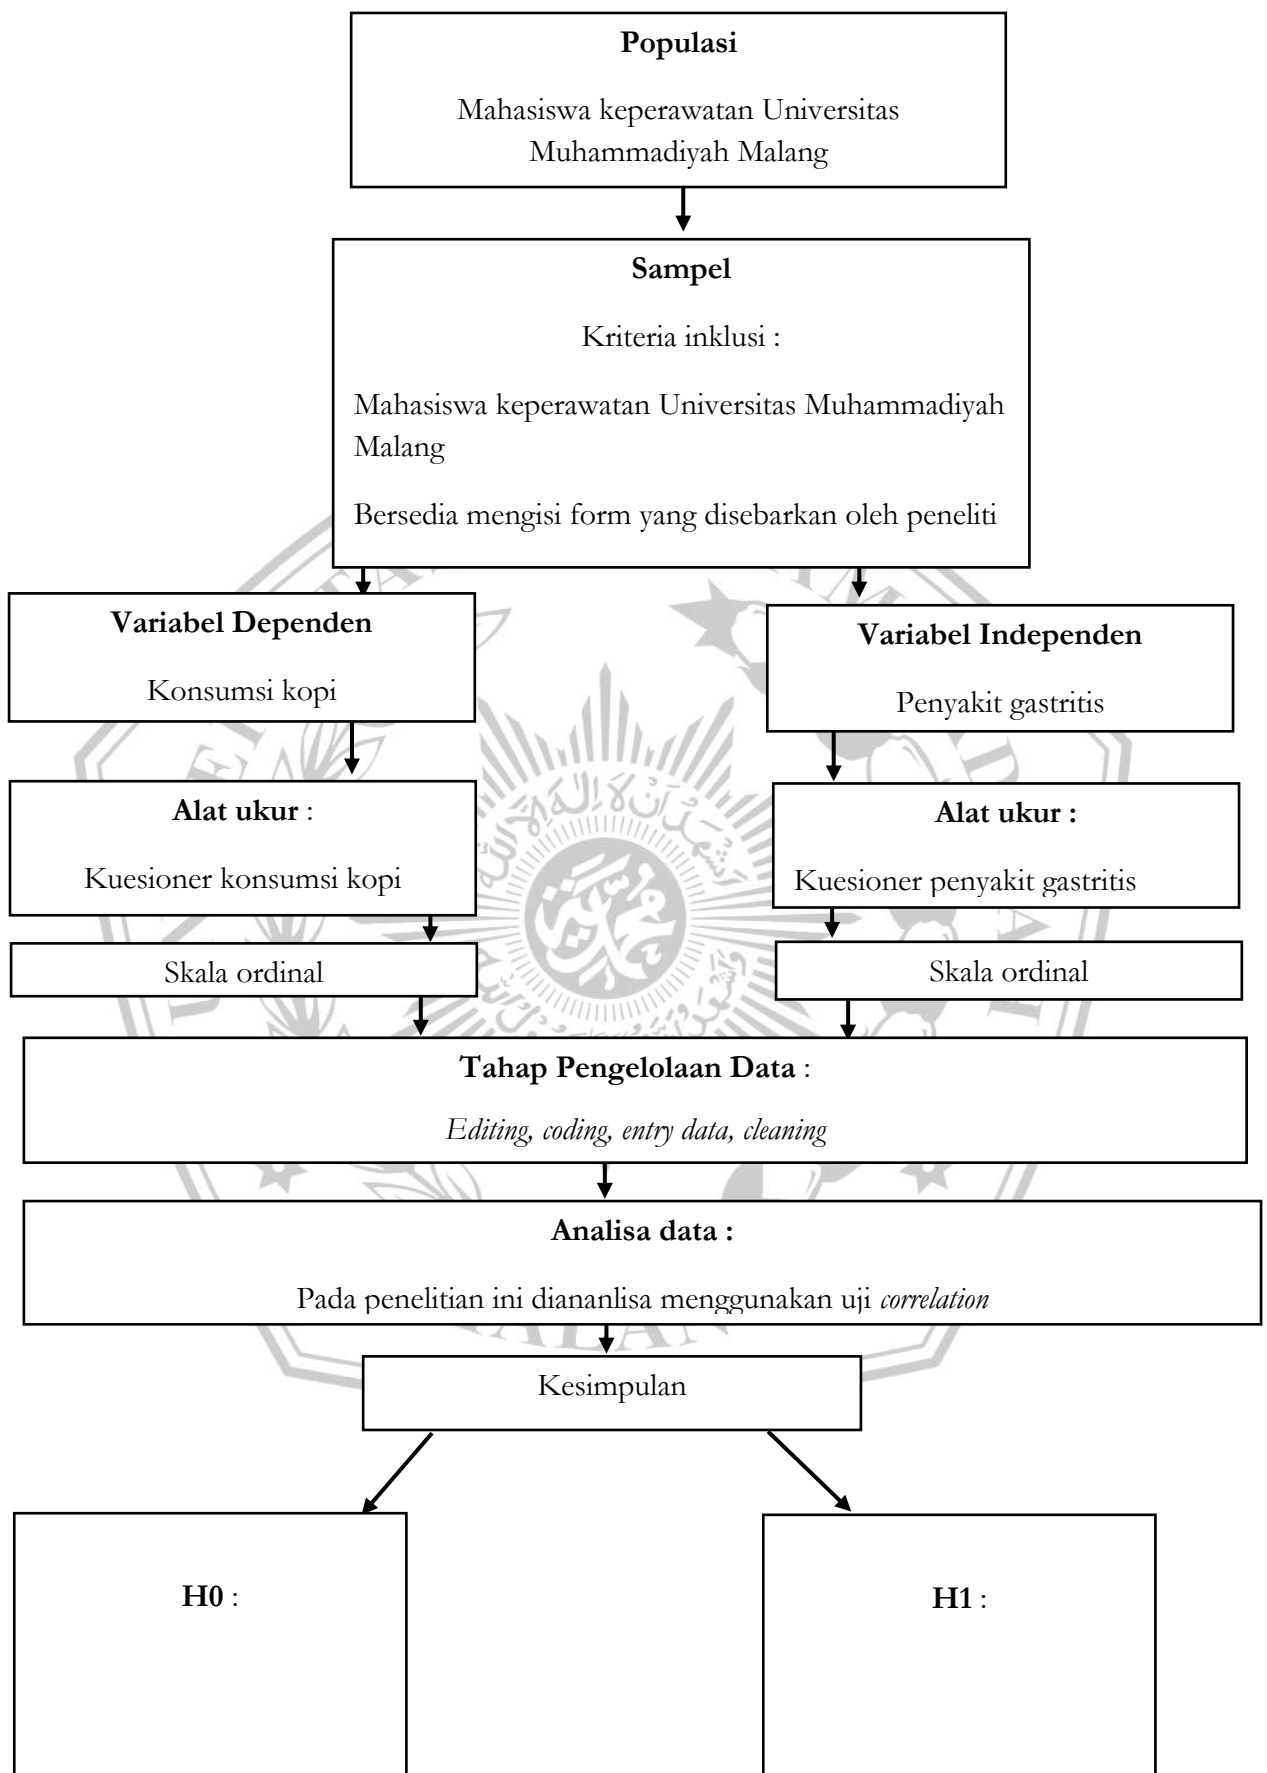 Populasi
Mahasiswa keperawatan Universitas
Muhammadiyah Malang
Sampel
Kriteria inklusi :
Mahasiswa keperawatan Universitas Muhammadiyah
Malang
Bersedia mengisi form yang disebarkan oleh peneliti
Variabel Dependen
Konsumsi kopi
Variabel Independen
Penyakit gastritis
Alat ukur :
Kuesioner konsumsi kopi
Alat ukur :
Kuesioner penyakit gastritis
Skala ordinal
Skala ordinal
Tahap Pengelolaan Data :
Editing, coding, entry data, cleaning
Analisa data :
Pada penelitian ini diananlisa menggunakan uji correlation
Kesimpulan
H0 :
H1 :